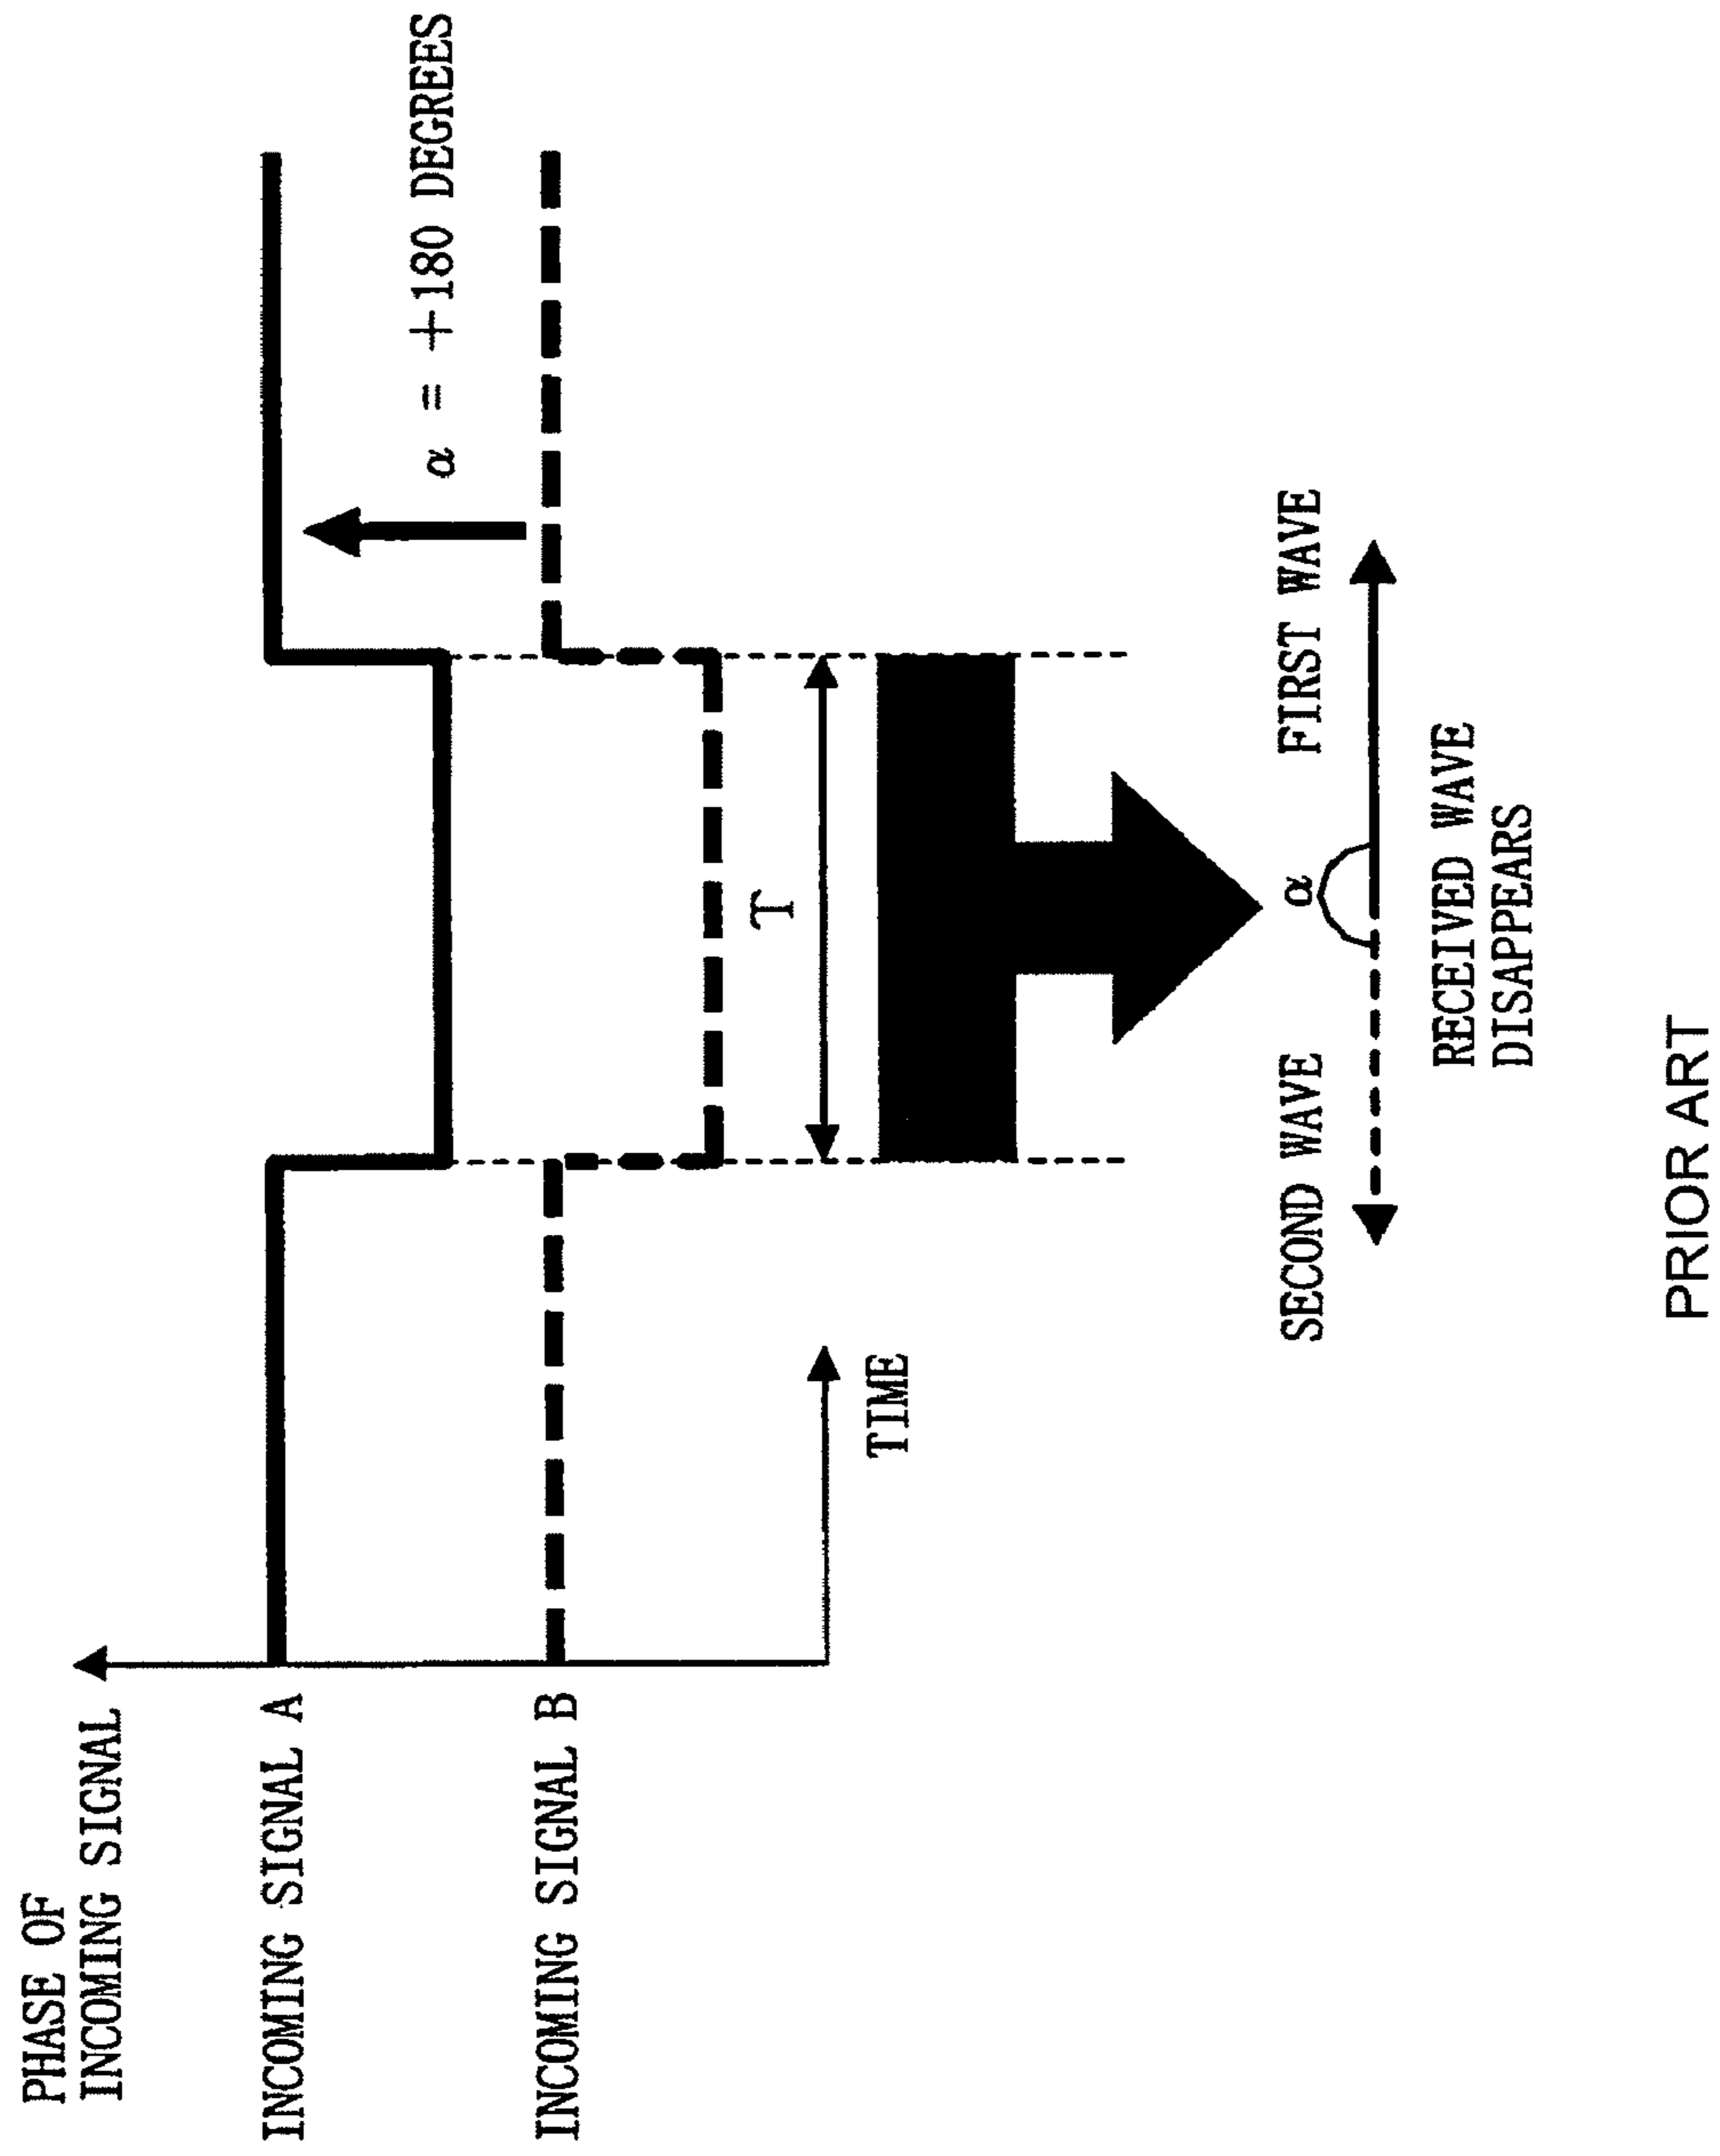 PHASE OF
INCOMING SIGNAL
INCOMING SIGNAL A
α = +180 DEGREES
INCOMING SIGNAL B
T
TIME
SECOND WAVE
α
FIRST WAVE
RECEIVED WAVE
DISAPPEARS
PRIOR ART